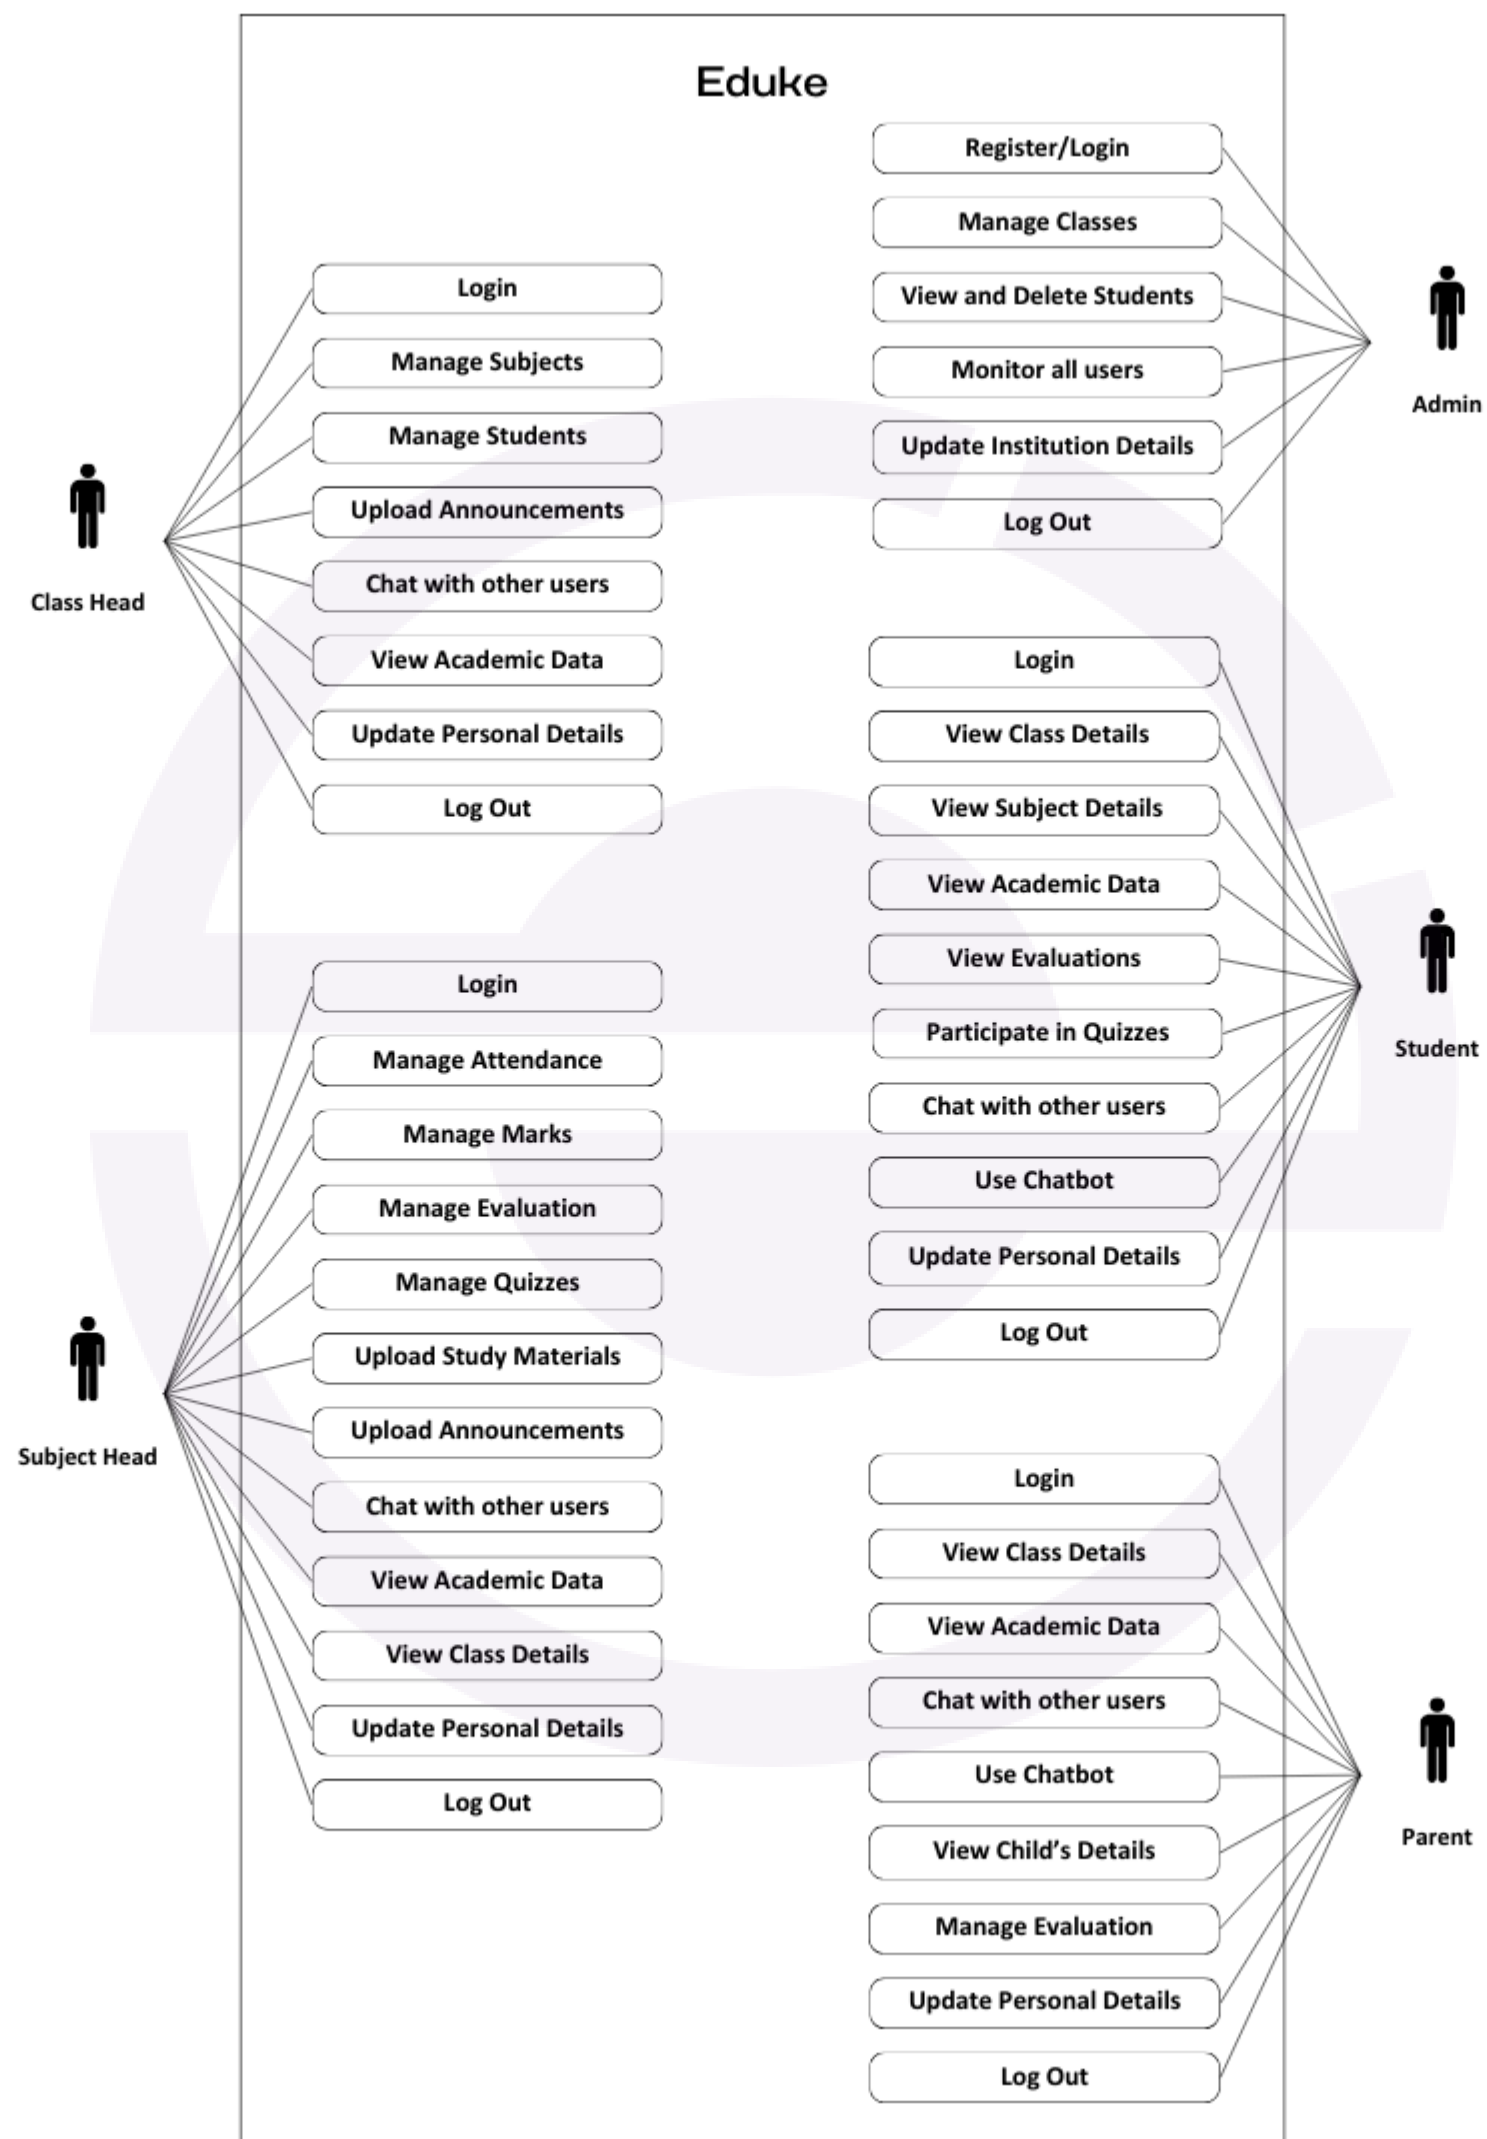 Eduke
Register/Login
Manage Classes
View and Delete Students
Monitor all users
Update Institution Details
Log Out
Admin
Login
Manage Subjects
Manage Students
Upload Announcements
Chat with other users
View Academic Data
Update Personal Details
Log Out
Class Head
Login
View Class Details
View Subject Details
View Academic Data
View Evaluations
Participate in Quizzes
Chat with other users
Use Chatbot
Update Personal Details
Log Out
Student
Login
Manage Attendance
Manage Marks
Manage Evaluation
Manage Quizzes
Upload Study Materials
Upload Announcements
Chat with other users
View Academic Data
View Class Details
Update Personal Details
Log Out
Subject Head
Login
View Class Details
View Academic Data
Chat with other users
Use Chatbot
View Child’s Details
Manage Evaluation
Update Personal Details
Log Out
Parent